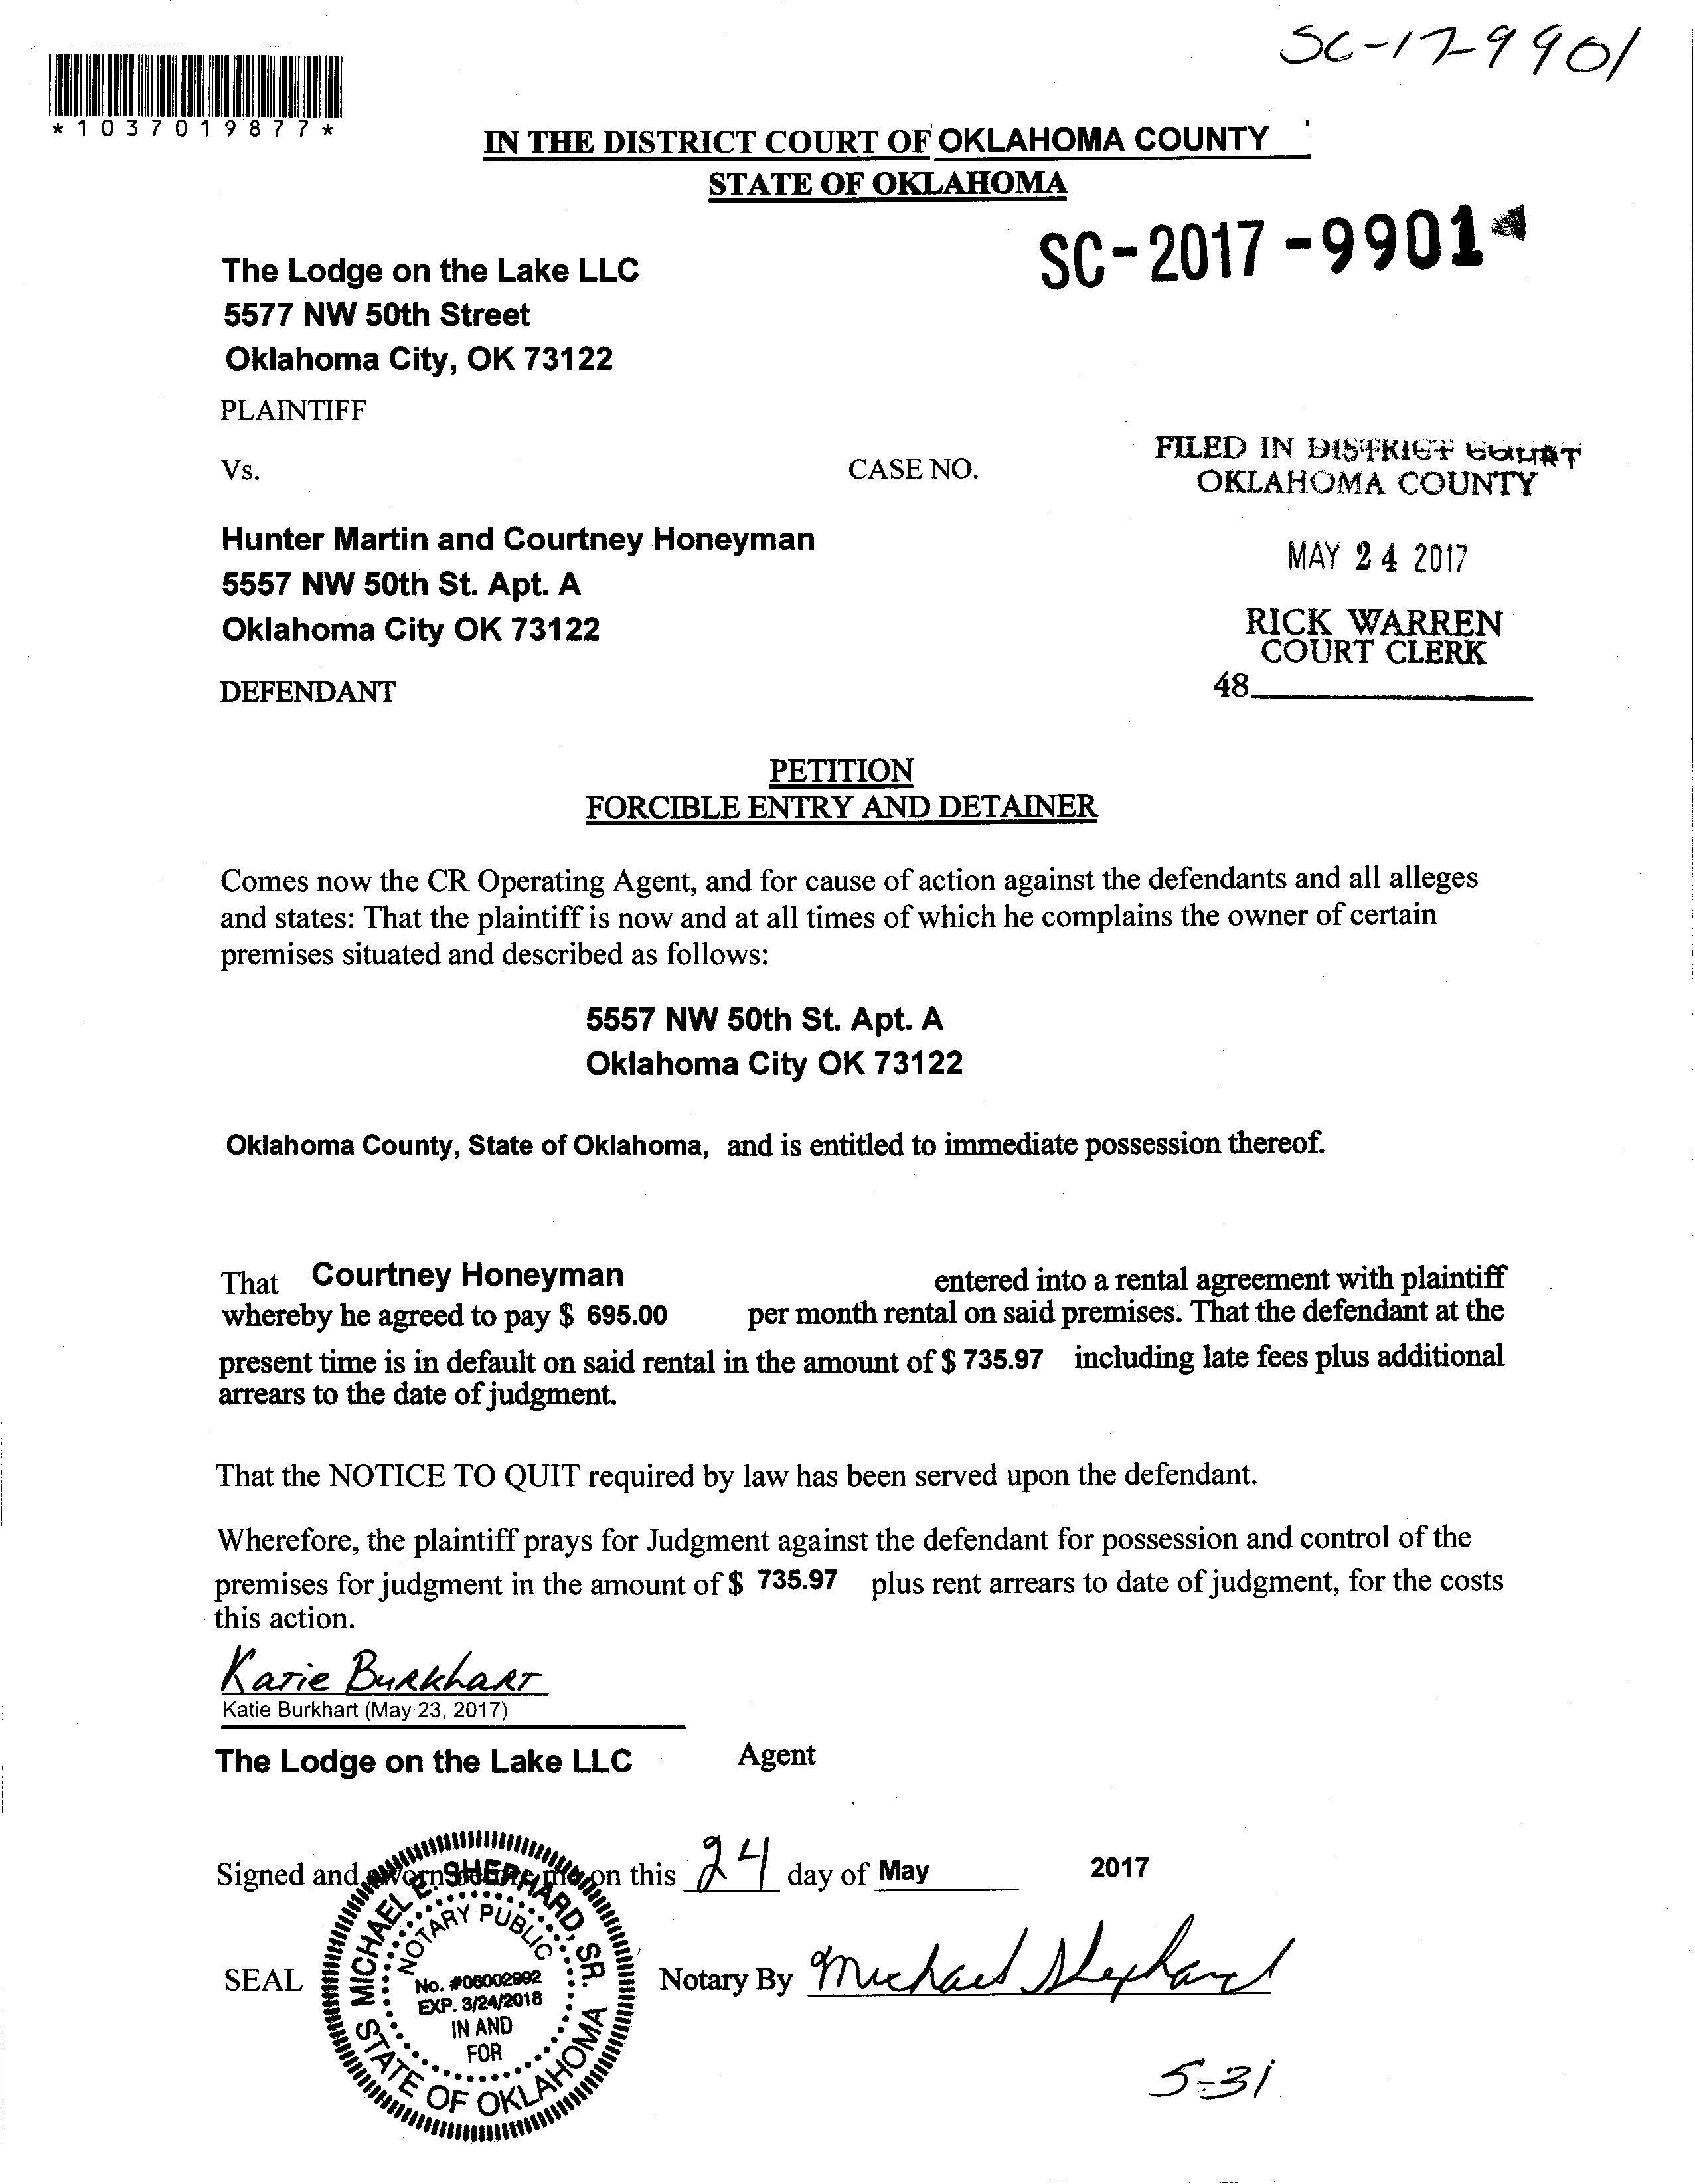 SC-17-9901
*1037019877*
IN THE DISTRICT COURT OF OKLAHOMA COUNTY
STATE OF OKLAHOMA
SC-2017-9901
The Lodge on the Lake LLC
5577 NW 50th Street
Oklahoma City, OK 73122
PLAINTIFF
FILED IN DISTRICT COURT
OKLAHOMA COUNTY
Vs.
CASE NO.
Hunter Martin and Courtney Honeyman
5557 NW 50th St. Apt. A
Oklahoma City OK 73122
MAY 24 2017
RICK WARREN
COURT CLERK
48
DEFENDANT
PETITION
FORCIBLE ENTRY AND DETAINER
Comes now the CR Operating Agent, and for cause of action against the defendants and all alleges
and states: That the plaintiff is now and at all times of which he complains the owner of certain
premises situated and described as follows:
5557 NW 50th St. Apt. A
Oklahoma City OK 73122
Oklahoma County, State of Oklahoma, and is entitled to immediate possession thereof.
That Courtney Honeyman entered into a rental agreement with plaintiff
whereby he agreed to pay $ 695.00 per month rental on said premises. That the defendant at the
present time is in default on said rental in the amount of $ 735.97 including late fees plus additional
arrears to the date of judgment.
That the NOTICE TO QUIT required by law has been served upon the defendant.
Wherefore, the plaintiff prays for Judgment against the defendant for possession and control of the
premises for judgment in the amount of $ 735.97 plus rent arrears to date of judgment, for the costs
this action.
Katie Burkhart
Katie Burkhart (May 23, 2017)
The Lodge on the Lake LLC Agent
Signed and sworn before me on this 24 day of May 2017
SEAL
MICHAEL E. SHEPHARD, SR.
NOTARY PUBLIC
No. #06002992
EXP. 3/24/2018
IN AND
FOR
STATE OF OKLAHOMA
Notary By Michael Shephard
5-31